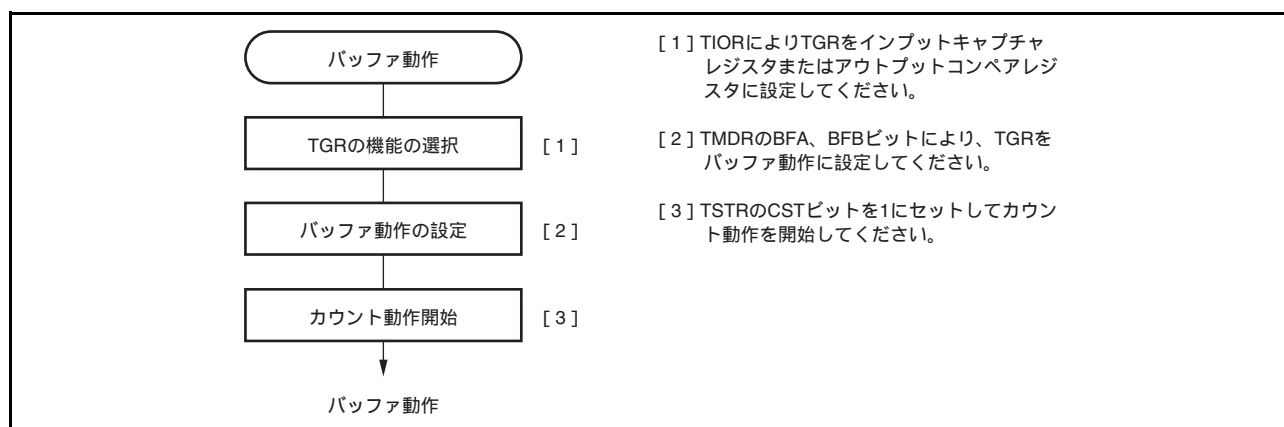 バッファ動作
TGRの機能の選択 [1]
バッファ動作の設定 [2]
カウント動作開始 [3]
バッファ動作
[1] TIORによりTGRをインプットキャプチャ
レジスタまたはアウトプットコンペアレジ
スタに設定してください。
[2] TMDRのBFA、BFBビットにより、TGRを
バッファ動作に設定してください。
[3] TSTRのCSTビットを1にセットしてカウン
ト動作を開始してください。